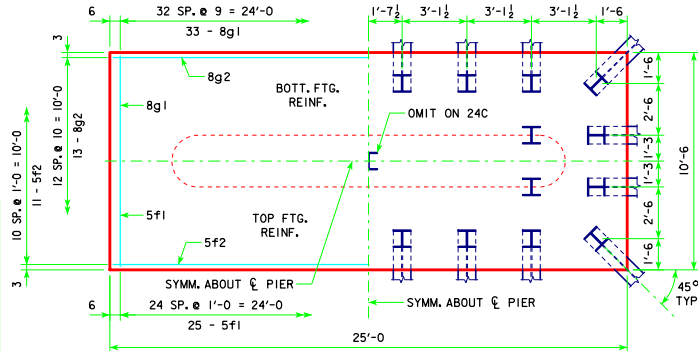 6
32 SP. @ 9 = 24'-0
33 - 8g1
1'-7½
3'-1½
3'-1½
3'-1½
1'-6
3
8g2
BOTT. FTG.
REINF.
8g1
OMIT ON 24C
10 SP. @ 1'-0 = 10'-0
11 - 5f2
12 SP. @ 10 = 10'-0
13 - 8g2
1'-6
2'-6
1'-3
1'-3
2'-6
1'-6
10'-6
5f1
TOP FTG.
REINF.
5f2
3
SYMM. ABOUT ℄ PIER
SYMM. ABOUT ℄ PIER
45°
TYP
6
24 SP. @ 1'-0 = 24'-0
25 - 5f1
25'-0